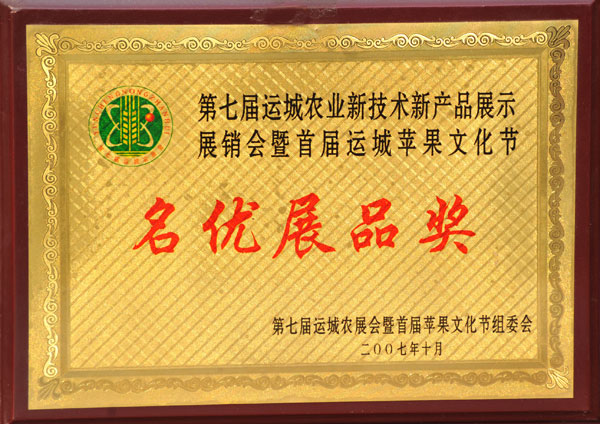 第七届运城农业新技术新产品展示
展销会暨首届运城苹果文化节
名优展品奖
第七届运城农展会暨首届苹果文化节组委会
二00七年十月